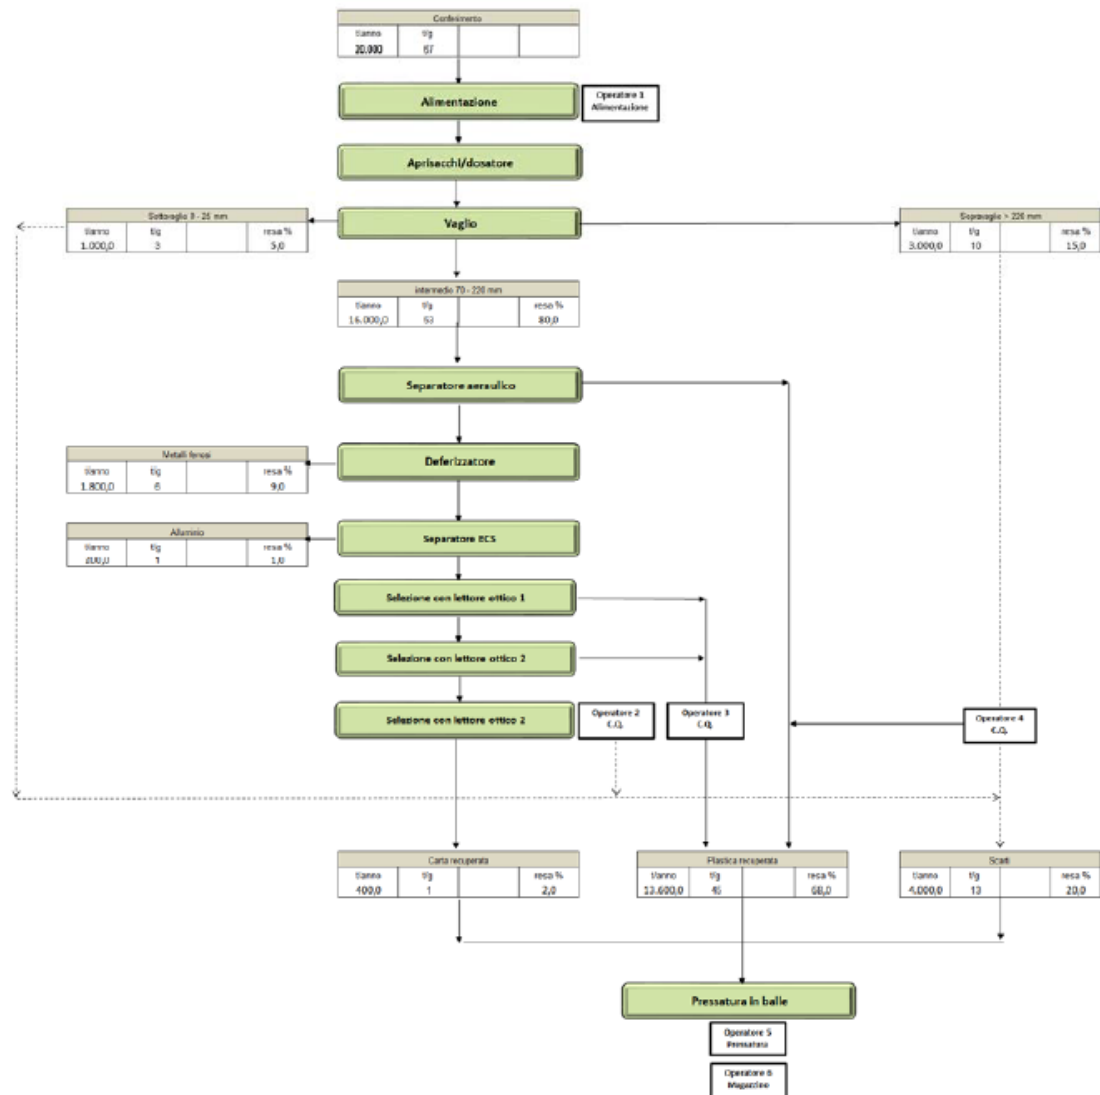 Conferimento
t/anno t/g
20.000 67
Alimentazione
Operatore 1
Alimentazione
Aprisacchi/dosatore
Sottovaglio 0 - 25 mm
t/anno t/g resa %
1.000,0 3 5,0
Vaglio
Sopravaglio > 220 mm
t/anno t/g resa %
3.000,0 10 15,0
intermedio 70 - 220 mm
t/anno t/g resa %
16.000,0 53 80,0
Separatore aeraulico
Metalli ferrosi
t/anno t/g resa %
1.800,0 6 9,0
Deferizzatore
Alluminio
t/anno t/g resa %
200,0 1 1,0
Separatore ECS
Selezione con lettore ottico 1
Selezione con lettore ottico 2
Selezione con lettore ottico 2
Operatore 2
C.Q.
Operatore 3
C.Q.
Operatore 4
C.Q.
Carta recuperata
t/anno t/g resa %
400,0 1 2,0
Plastica recuperata
t/anno t/g resa %
13.600,0 45 68,0
Scarti
t/anno t/g resa %
4.000,0 13 20,0
Pressatura in balle
Operatore 5
Pressatura
Operatore 6
Magazzino